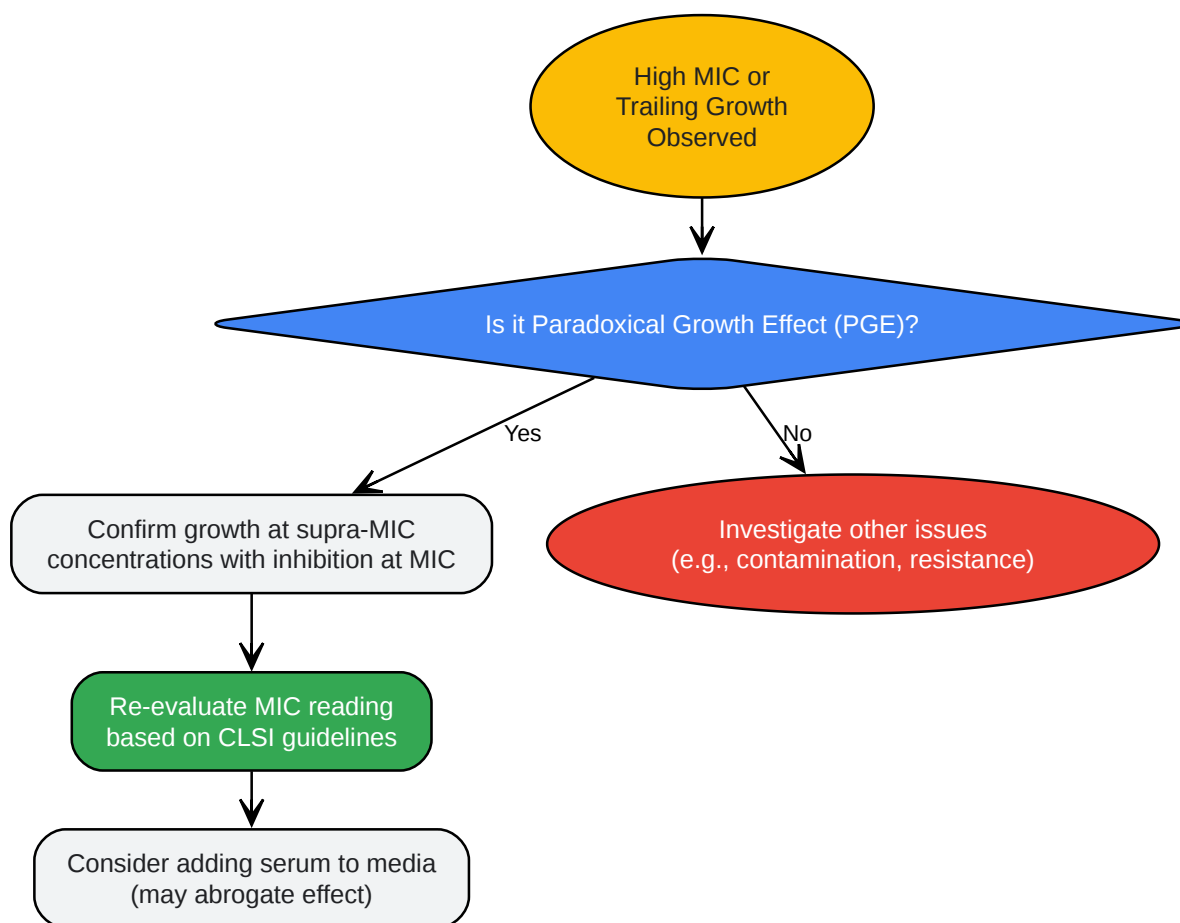 High MIC or
Trailing Growth
Observed
Is it Paradoxical Growth Effect (PGE)?
Yes
No
Confirm growth at supra-MIC
concentrations with inhibition at MIC
Investigate other issues
(e.g., contamination, resistance)
Re-evaluate MIC reading
based on CLSI guidelines
Consider adding serum to media
(may abrogate effect)